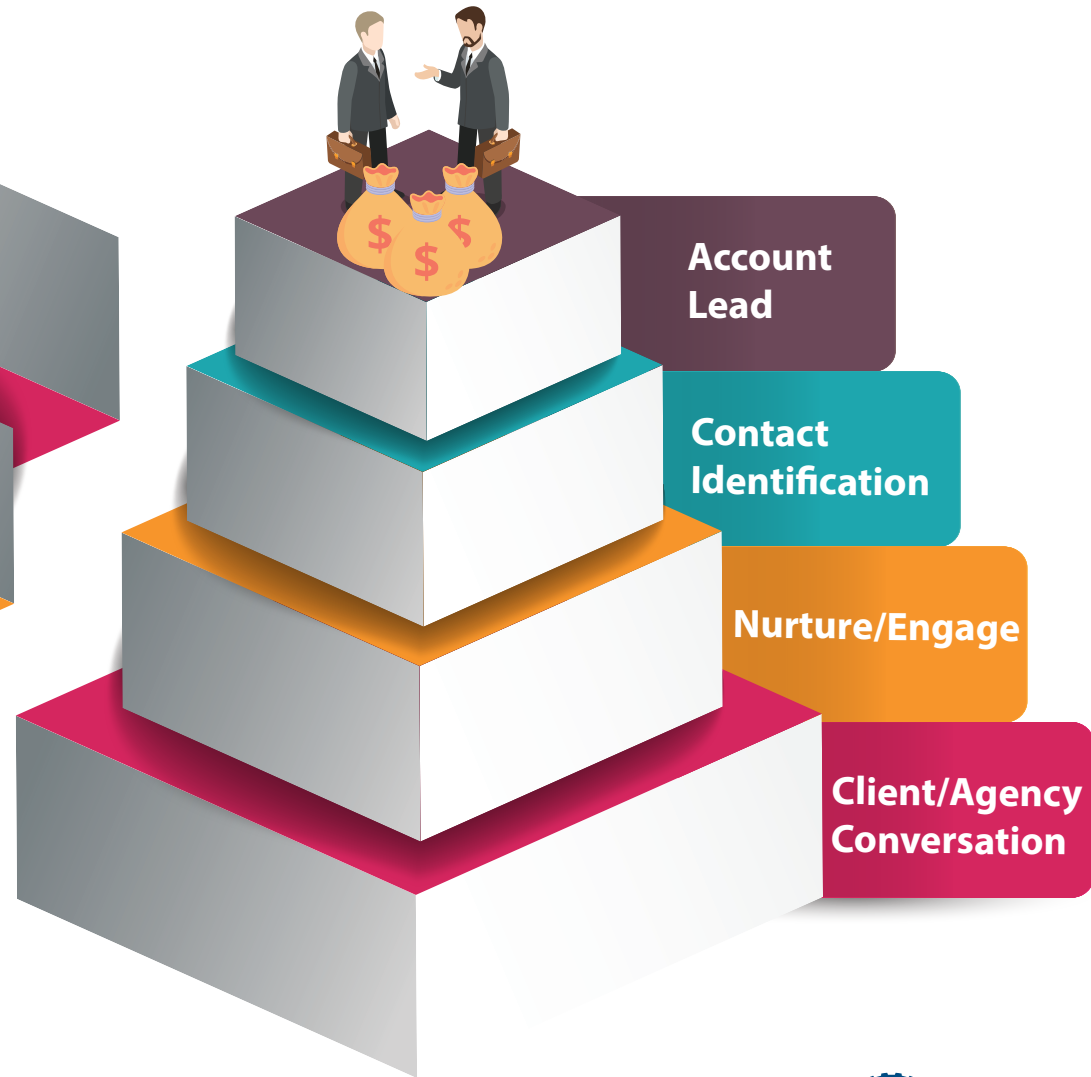 Account
Lead
Contact
Identification
Nurture/Engage
Client/Agency
Conversation
$
$
$